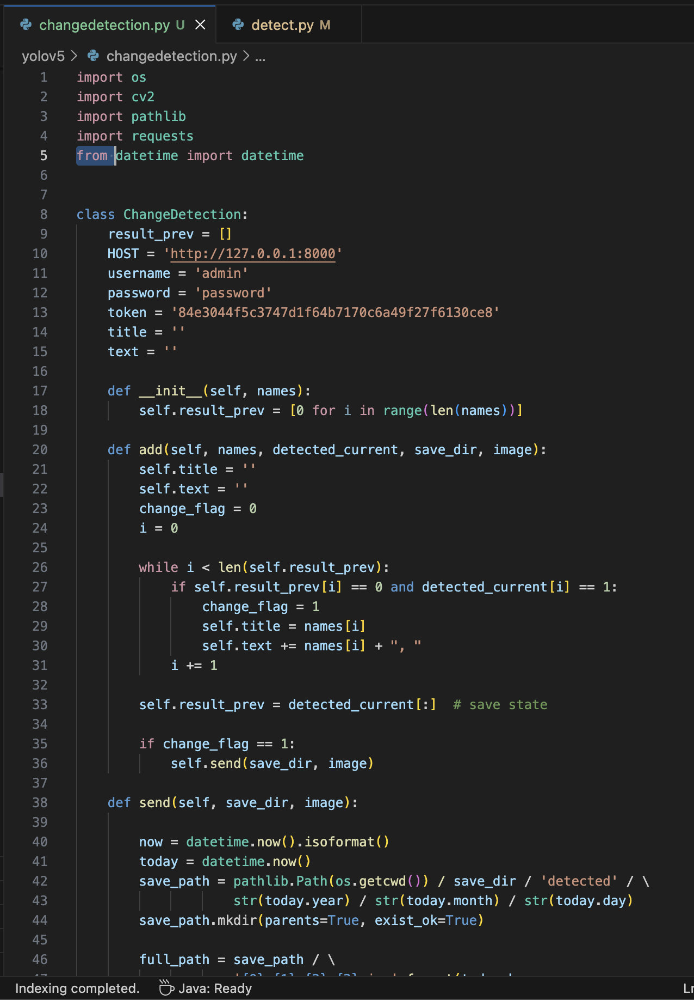 changedetection.py U
detect.py M
yolov5 > changedetection.py > ...
1 import os
2 import cv2
3 import pathlib
4 import requests
5 from datetime import datetime
6
7
8 class ChangeDetection:
9     result_prev = []
10     HOST = 'http://127.0.0.1:8000'
11     username = 'admin'
12     password = 'password'
13     token = '84e3044f5c3747d1f64b7170c6a49f27f6130ce8'
14     title = ''
15     text = ''
16
17     def __init__(self, names):
18         self.result_prev = [0 for i in range(len(names))]
19
20     def add(self, names, detected_current, save_dir, image):
21         self.title = ''
22         self.text = ''
23         change_flag = 0
24         i = 0
25
26         while i < len(self.result_prev):
27             if self.result_prev[i] == 0 and detected_current[i] == 1:
28                 change_flag = 1
29                 self.title = names[i]
30                 self.text += names[i] + ", "
31             i += 1
32
33         self.result_prev = detected_current[:]  # save state
34
35         if change_flag == 1:
36             self.send(save_dir, image)
37
38     def send(self, save_dir, image):
39
40         now = datetime.now().isoformat()
41         today = datetime.now()
42         save_path = pathlib.Path(os.getcwd()) / save_dir / 'detected' / \
43                     str(today.year) / str(today.month) / str(today.day)
44         save_path.mkdir(parents=True, exist_ok=True)
45
46         full_path = save_path / \
Indexing completed. Java: Ready